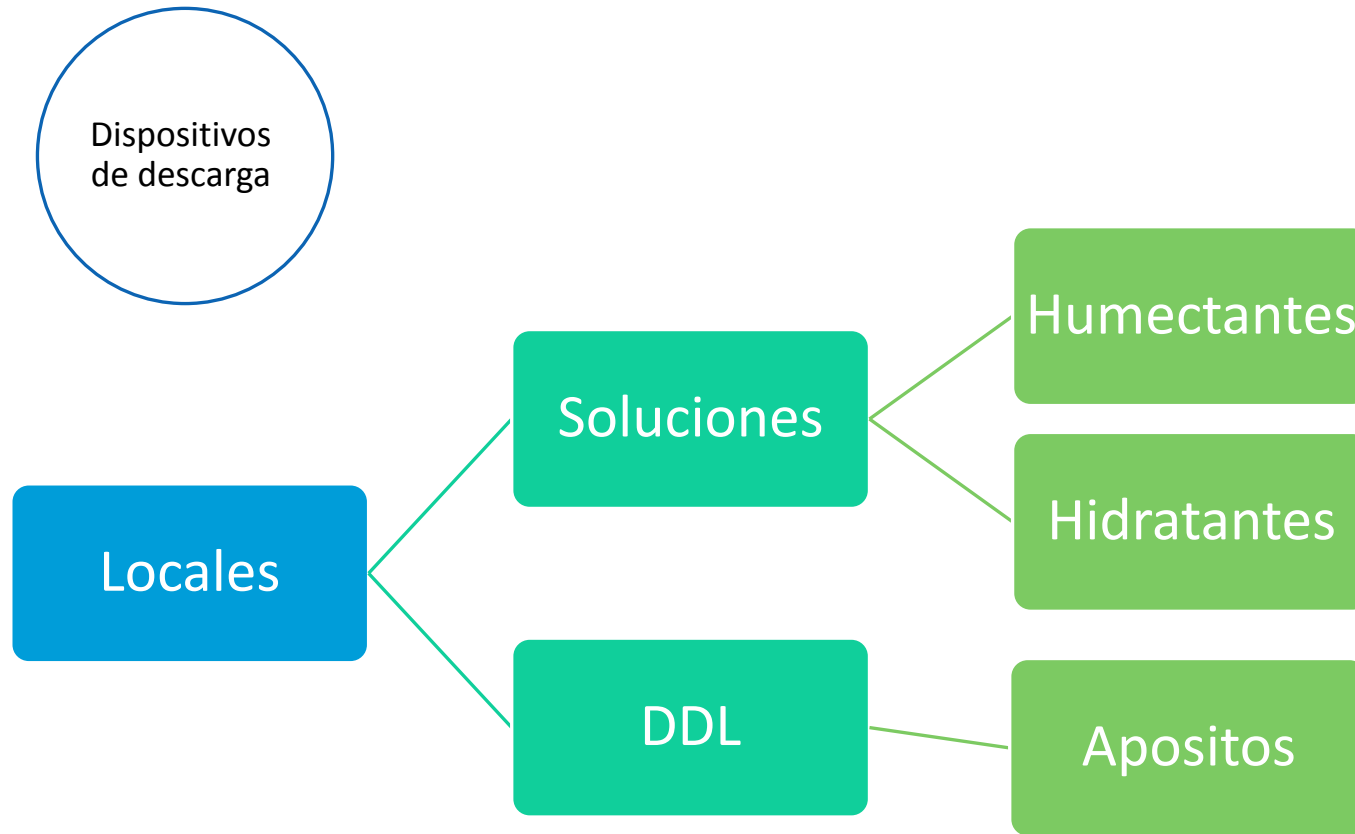 Dispositivos
de descarga
Locales
Soluciones
Humectantes
Hidratantes
DDL
Apositos